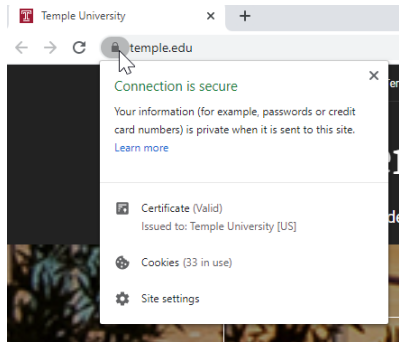 Temple University
temple.edu
Connection is secure
Your information (for example, passwords or credit
card numbers) is private when it is sent to this site.
Learn more
Certificate (Valid)
Issued to: Temple University [US]
Cookies (33 in use)
Site settings